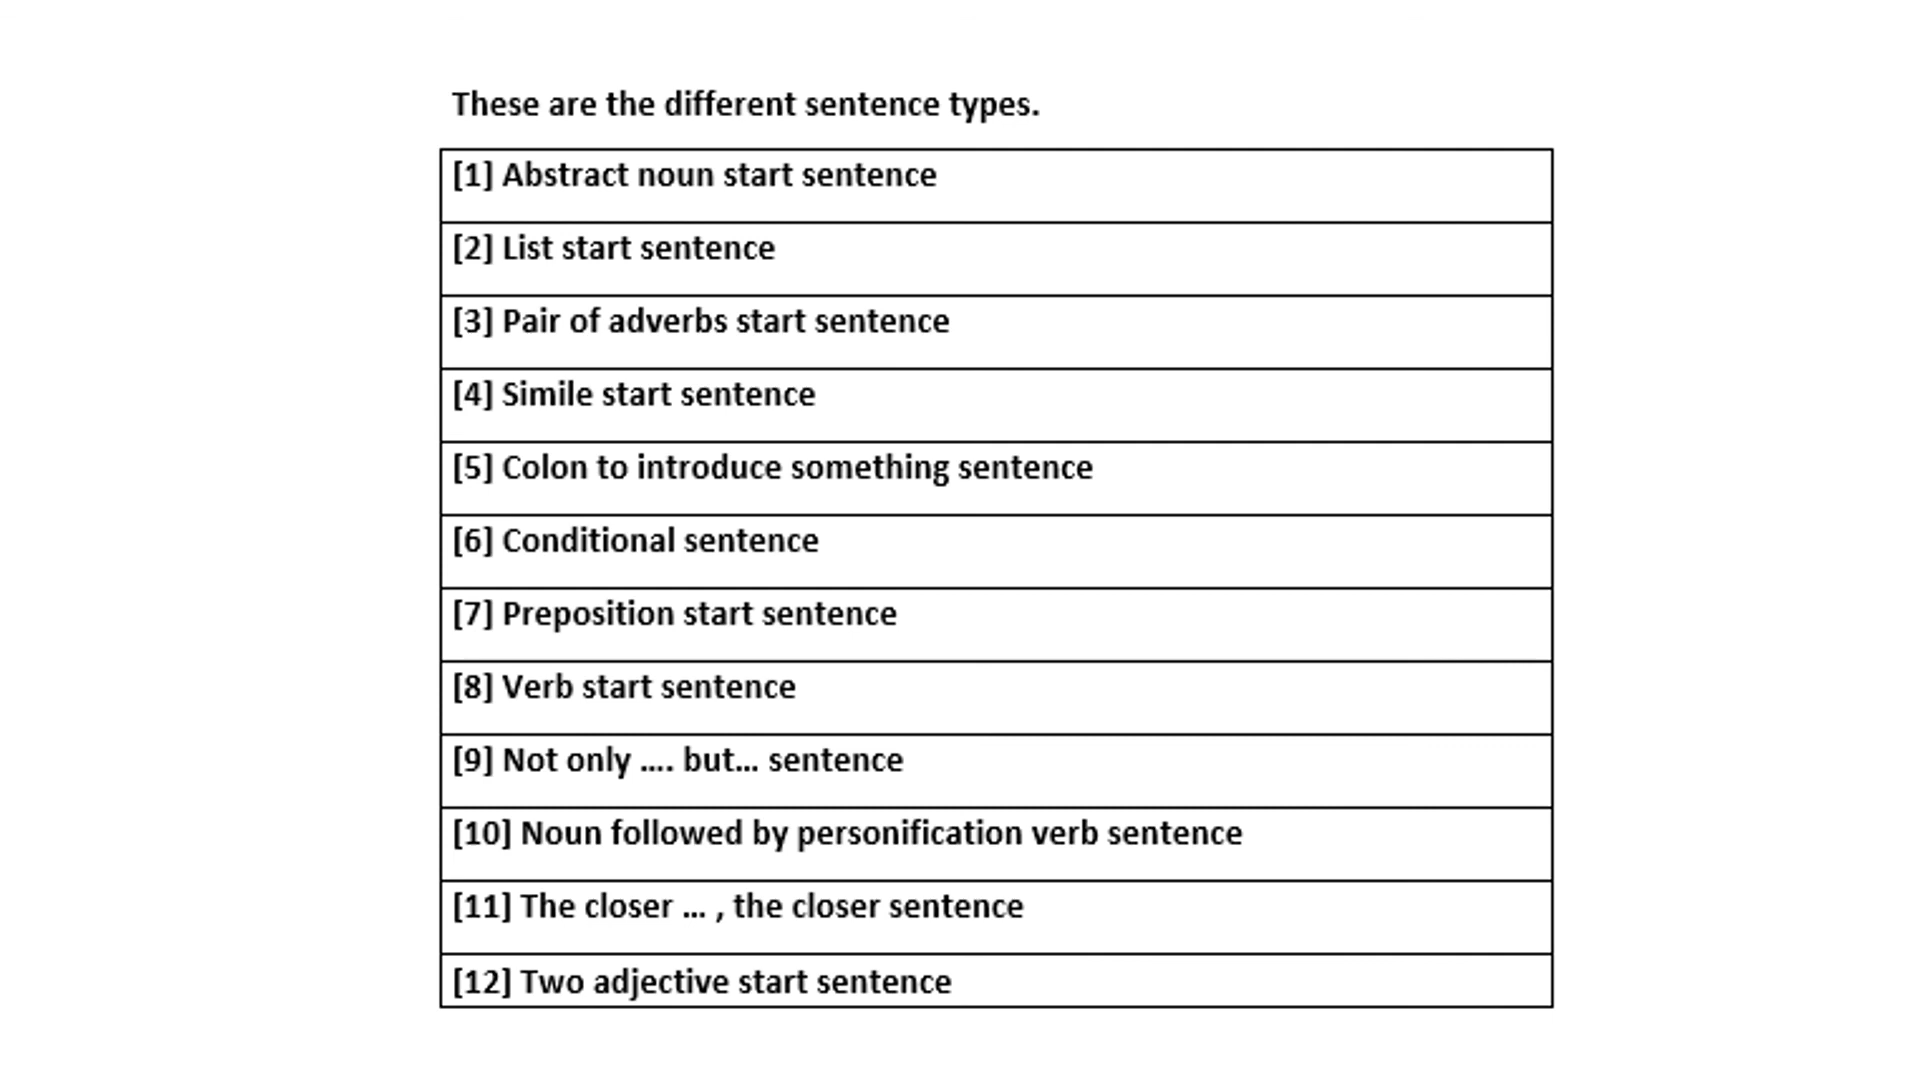 These are the different sentence types.
[1] Abstract noun start sentence
[2] List start sentence
[3] Pair of adverbs start sentence
[4] Simile start sentence
[5] Colon to introduce something sentence
[6] Conditional sentence
[7] Preposition start sentence
[8] Verb start sentence
[9] Not only …. but… sentence
[10] Noun followed by personification verb sentence
[11] The closer … , the closer sentence
[12] Two adjective start sentence